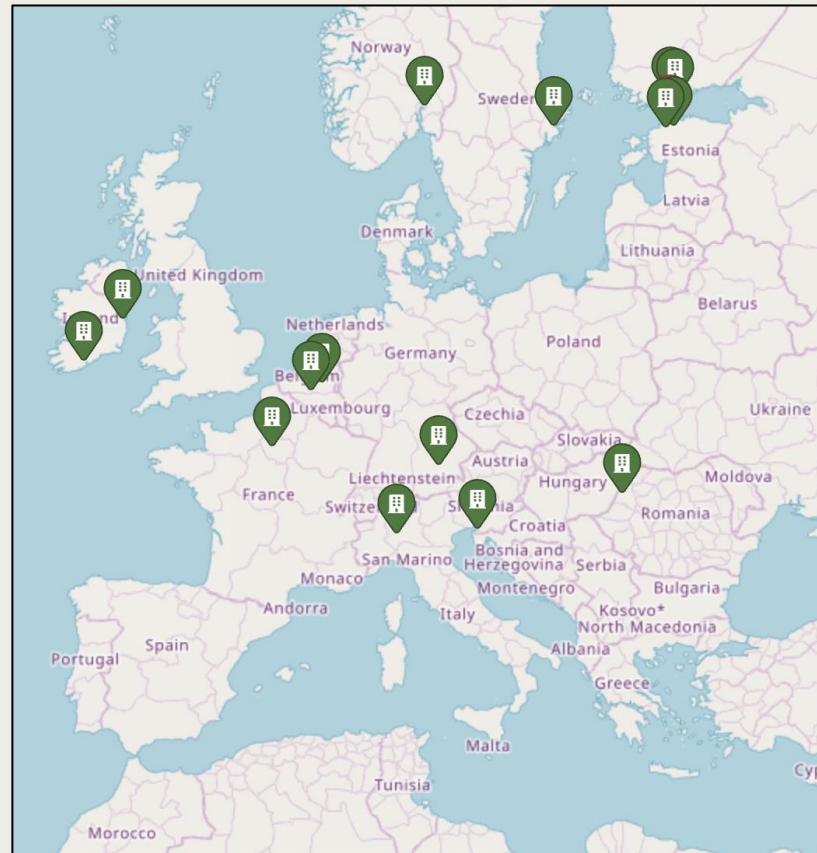 Norway
Sweden
Estonia
Latvia
Denmark
Lithuania
United Kingdom
Belarus
Netherlands
Poland
Germany
Belgium
Luxembourg
Czechia
Ukraine
Slovakia
Austria
Liechtenstein
Moldova
Hungary
France
Romania
Croatia
San Marino
Bosnia and
Herzegovina
Serbia
Monaco
Montenegro
Bulgaria
Andorra
Kosovo*
Italy
North Macedonia
Spain
Albania
Portugal
Greece
Malta
Tunisia
Morocco